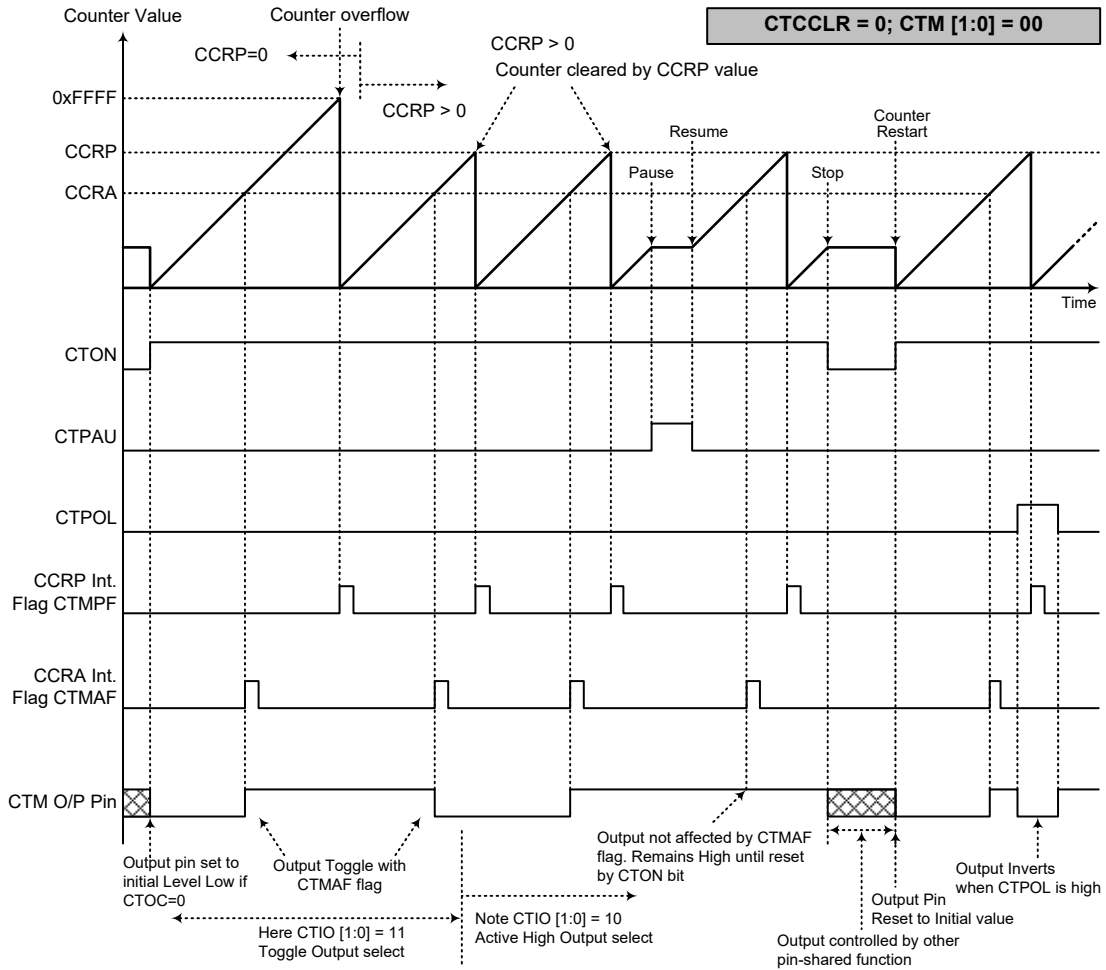 Counter Value
Counter overflow
CTCCLR = 0; CTM [1:0] = 00
CCRP=0
CCRP > 0
CCRP > 0
Counter cleared by CCRP value
0xFFFF
CCRP
CCRA
Pause
Resume
Stop
Counter
Restart
Time
CTON
CTPAU
CTPOL
CCRP Int.
Flag CTMPF
CCRA Int.
Flag CTMAF
CTM O/P Pin
Output pin set to
initial Level Low if
CTOC=0
Output Toggle with
CTMAF flag
Here CTIO [1:0] = 11
Toggle Output select
Note CTIO [1:0] = 10
Active High Output select
Output not affected by CTMAF
flag. Remains High until reset
by CTON bit
Output controlled by other
pin-shared function
Output Pin
Reset to Initial value
Output Inverts
when CTPOL is high